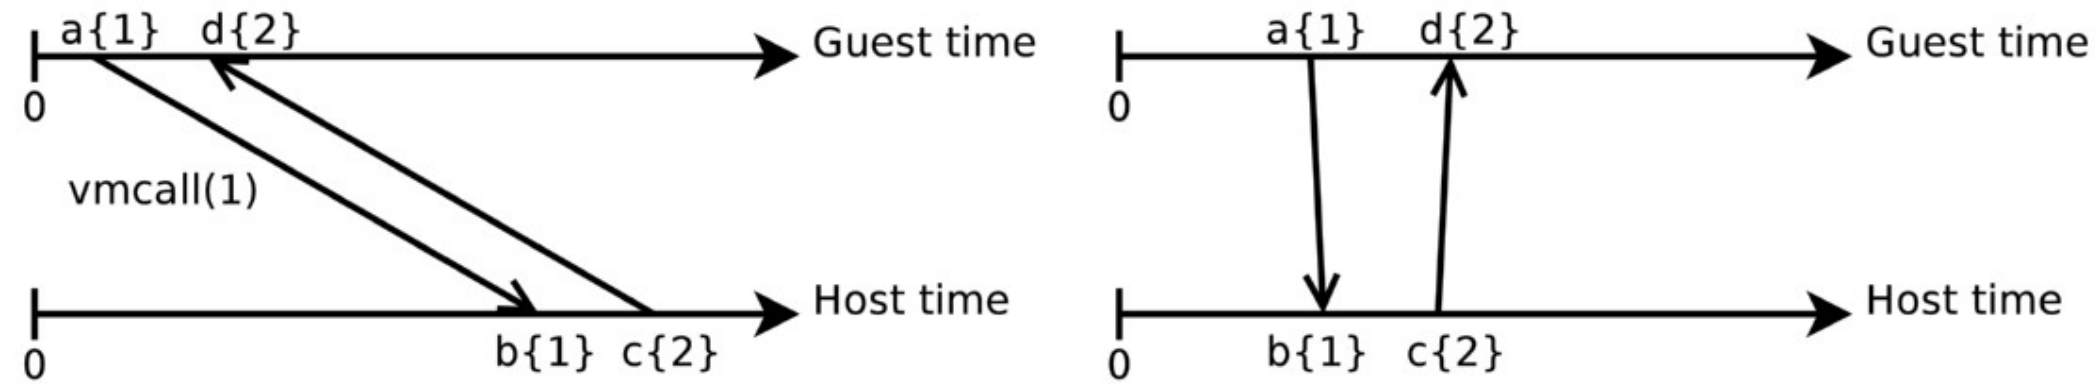 a{1} d{2} Guest time
0
vmcall(1)
Host time
0 b{1} c{2}
a{1} d{2} Guest time
0
Host time
0 b{1} c{2}